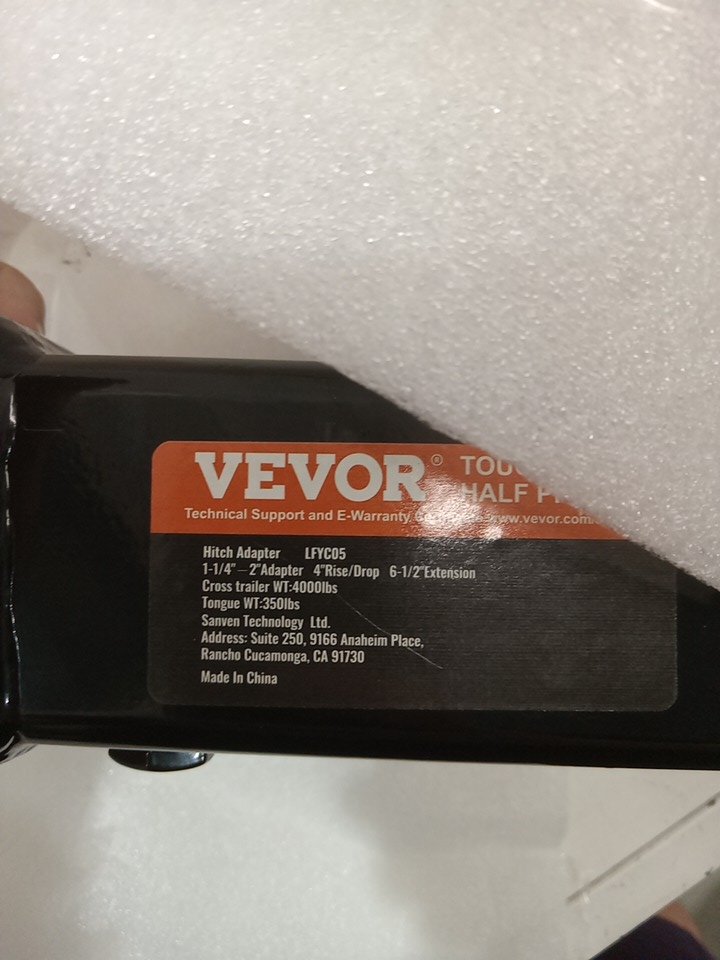 VEVOR®
HALF
Technical Support and E-Warranty www.vevor.com
Hitch Adapter LFYC05
1-1/4"–2"Adapter 4"Rise/Drop 6-1/2"Extension
Cross trailer WT:4000lbs
Tongue WT:350lbs
Sanven Technology Ltd.
Address: Suite 250, 9166 Anaheim Place,
Rancho Cucamonga, CA 91730
Made In China